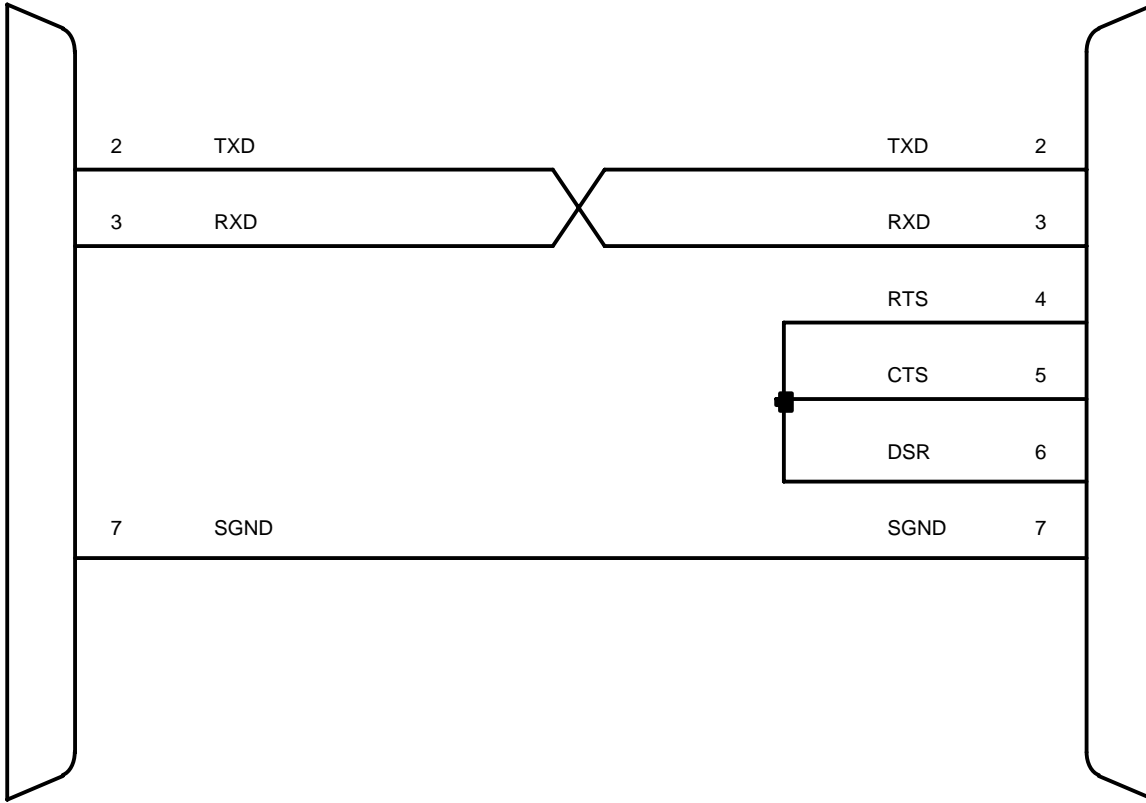 2 TXD TXD 2
3 RXD RXD 3
RTS 4
CTS 5
DSR 6
7 SGND SGND 7